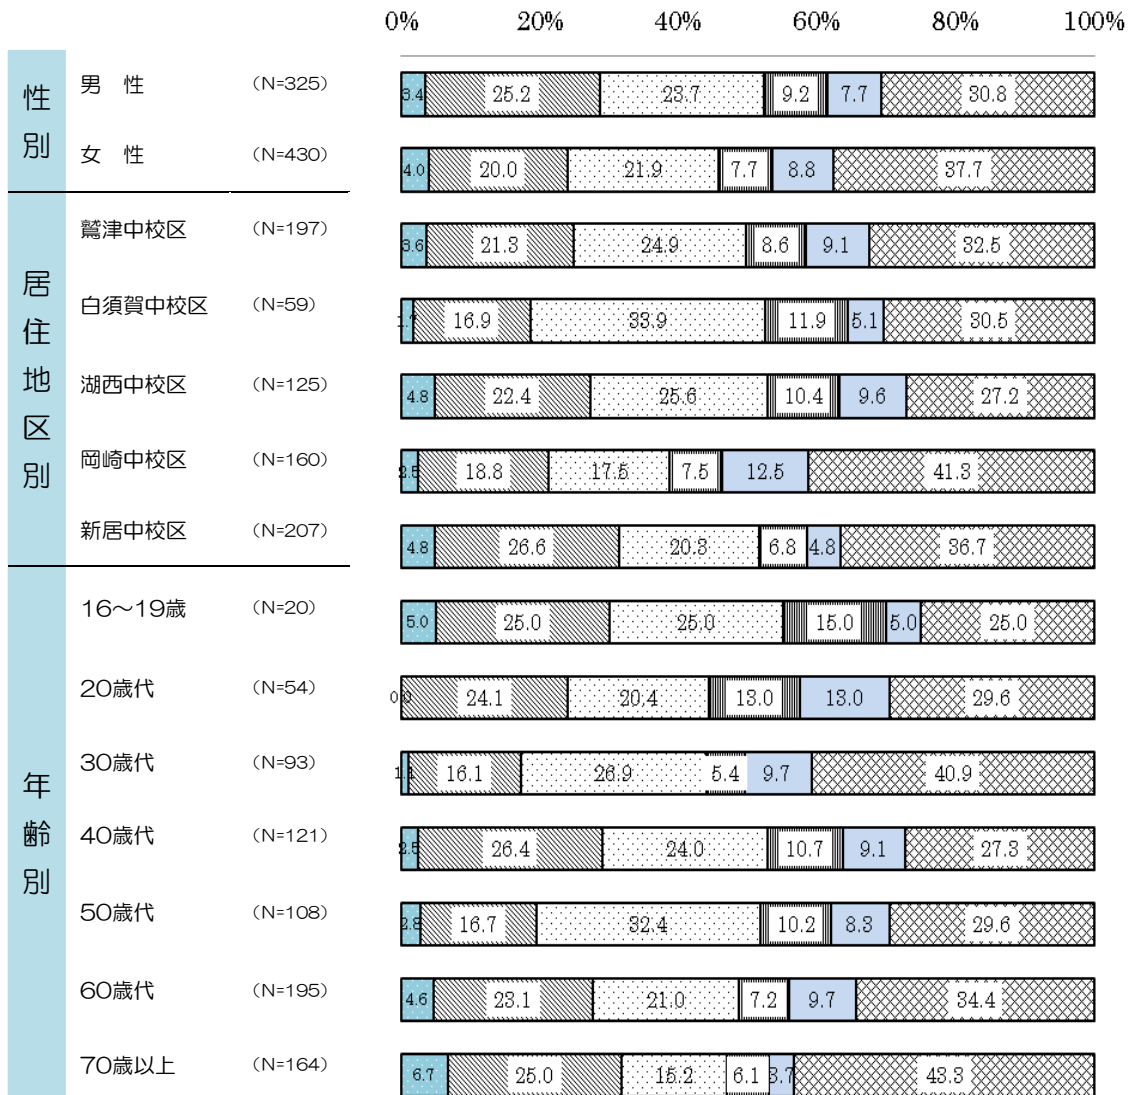 0% 20% 40% 60% 80% 100%
性別
男　性 （N=325） 3.4 25.2 23.7 9.2 7.7 30.8
女　性 （N=430） 4.0 20.0 21.9 7.7 8.8 37.7
居住地区別
鷲津中校区 （N=197） 3.6 21.3 24.9 8.6 9.1 32.5
白須賀中校区 （N=59） 1.7 16.9 33.9 11.9 5.1 30.5
湖西中校区 （N=125） 4.8 22.4 25.6 10.4 9.6 27.2
岡崎中校区 （N=160） 2.5 18.8 17.5 7.5 12.5 41.3
新居中校区 （N=207） 4.8 26.6 20.3 6.8 4.8 36.7
年齢別
16～19歳 （N=20） 5.0 25.0 25.0 15.0 5.0 25.0
20歳代 （N=54） 0.0 24.1 20.4 13.0 13.0 29.6
30歳代 （N=93） 1.1 16.1 26.9 5.4 9.7 40.9
40歳代 （N=121） 2.5 26.4 24.0 10.7 9.1 27.3
50歳代 （N=108） 2.8 16.7 32.4 10.2 8.3 29.6
60歳代 （N=195） 4.6 23.1 21.0 7.2 9.7 34.4
70歳以上 （N=164） 6.7 25.0 15.2 6.1 3.7 43.3